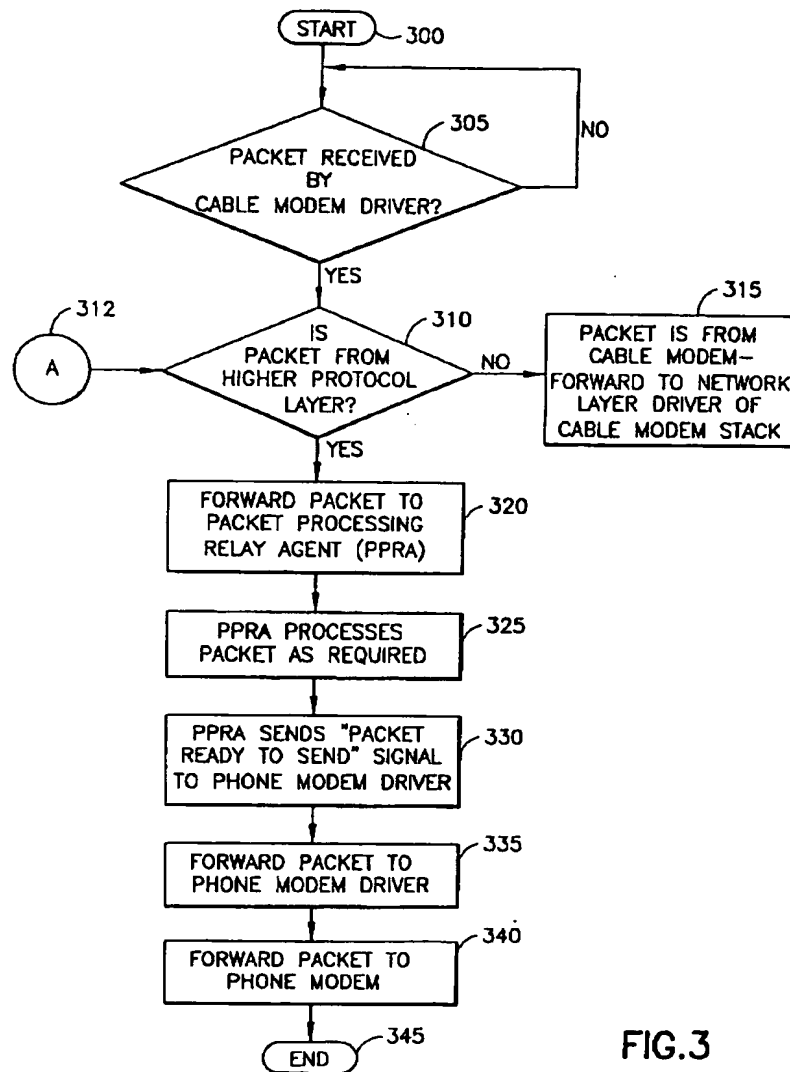 START
300
305
NO
PACKET RECEIVED
BY
CABLE MODEM DRIVER?
YES
312
A
310
IS
PACKET FROM
HIGHER PROTOCOL
LAYER?
NO
315
PACKET IS FROM
CABLE MODEM–
FORWARD TO NETWORK
LAYER DRIVER OF
CABLE MODEM STACK
YES
FORWARD PACKET TO
PACKET PROCESSING
RELAY AGENT (PPRA)
320
PPRA PROCESSES
PACKET AS REQUIRED
325
PPRA SENDS "PACKET
READY TO SEND" SIGNAL
TO PHONE MODEM DRIVER
330
FORWARD PACKET TO
PHONE MODEM DRIVER
335
FORWARD PACKET TO
PHONE MODEM
340
END
345
FIG.3